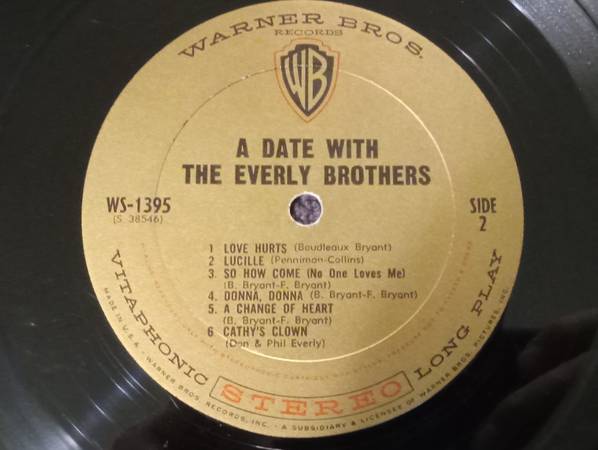 WARNER BROS.
RECORDS
WB
A DATE WITH
THE EVERLY BROTHERS
WS-1395
(S 38546)
SIDE
2
1 LOVE HURTS (Boudleaux Bryant)
2 LUCILLE (Penniman-Collins)
3. SO HOW COME (No One Loves Me)
(B. Bryant-F. Bryant)
4. DONNA, DONNA (B. Bryant-F. Bryant)
5. A CHANGE OF HEART
(B. Bryant-F. Bryant)
6 CATHY'S CLOWN
(Don & Phil Everly)
VITAPHONIC STEREO LONG PLAY
MADE IN U.S.A. · WARNER BROS. RECORDS, INC., A SUBSIDIARY & LICENSEE OF WARNER BROS. PICTURES, INC.